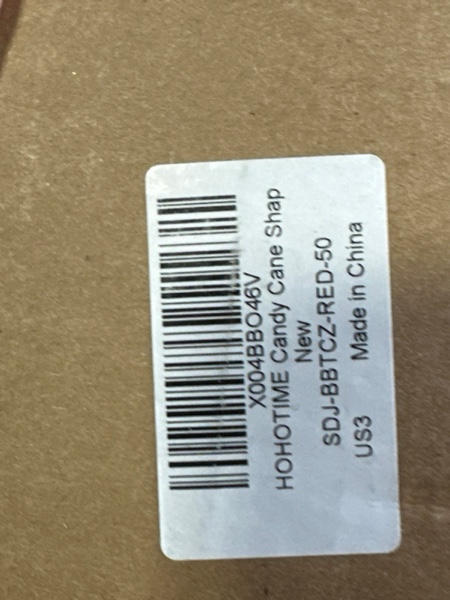 X004BBO46V
HOHOTIME Candy Cane Shap
New
SDJ-BBTCZ-RED-50
US3 Made in China